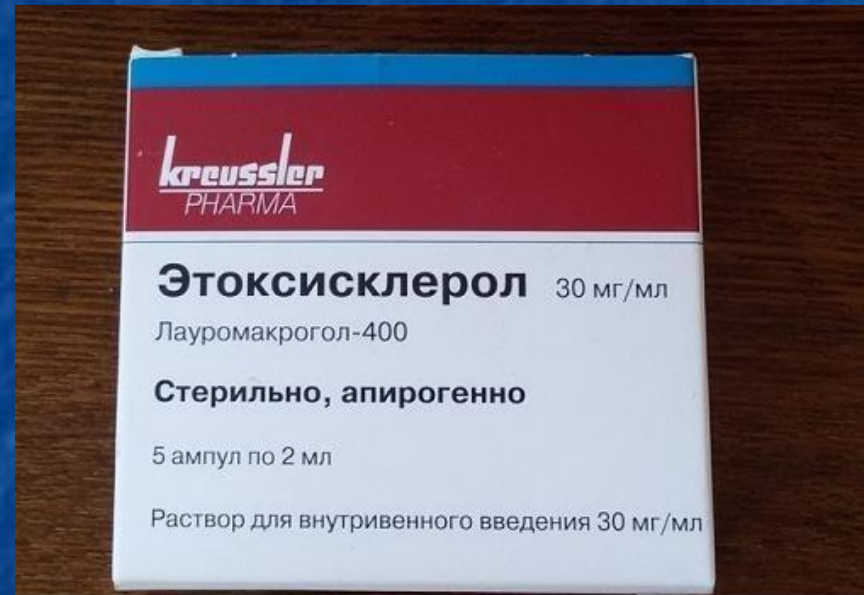 kreussler
PHARMA
Этоксисклерол 30 мг/мл
Лауромакрогол-400
Стерильно, апирогенно
5 ампул по 2 мл
Раствор для внутривенного введения 30 мг/мл